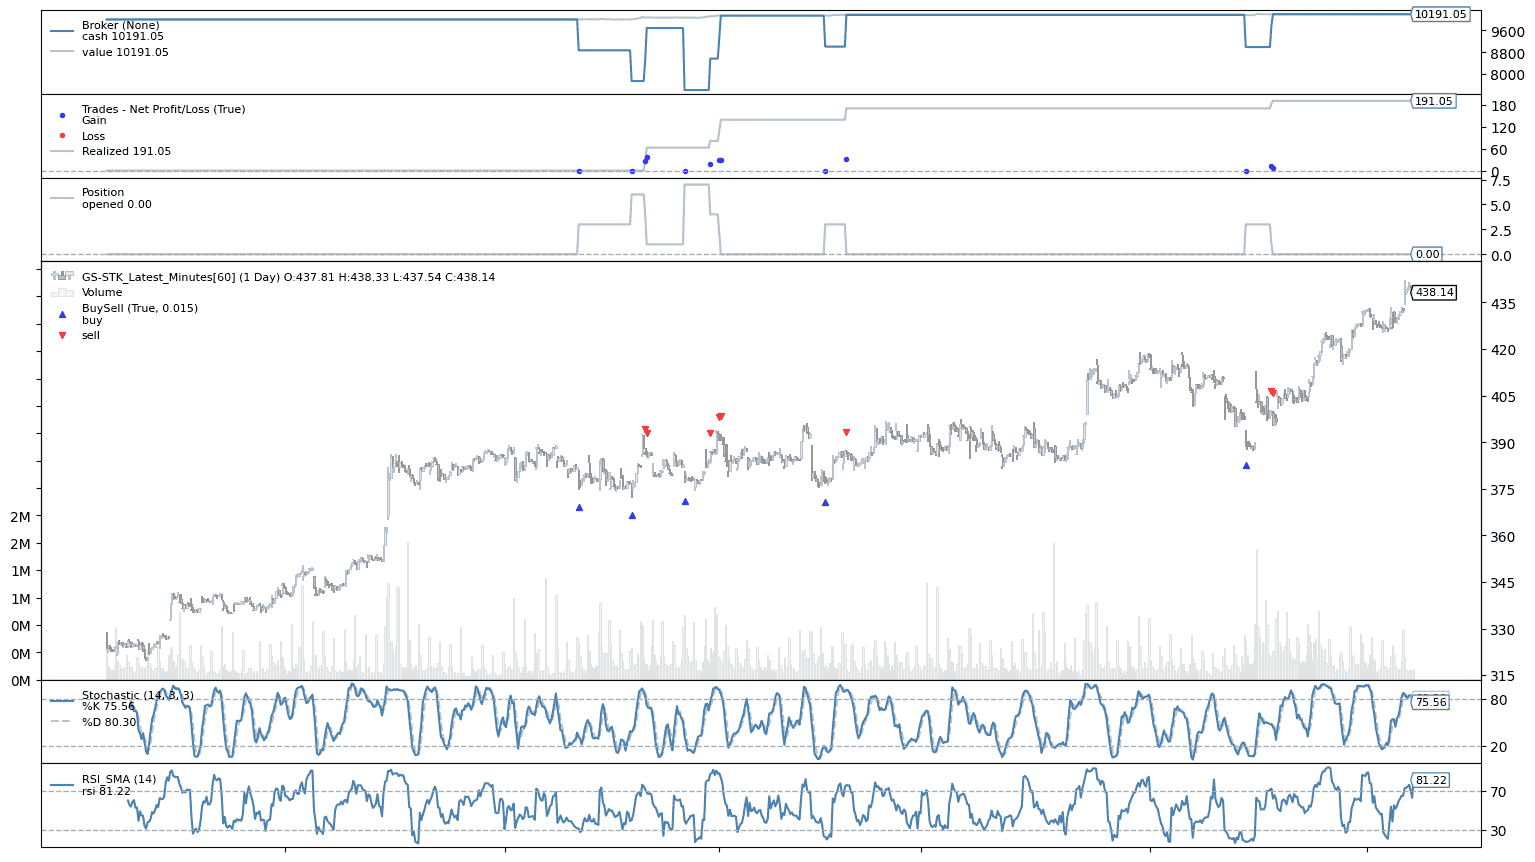 Broker (None)
cash 10191.05
value 10191.05
10191.05
9600
8800
8000
Trades - Net Profit/Loss (True)
Gain
Loss
Realized 191.05
191.05
180
120
60
0
Position
opened 0.00
7.5
5.0
2.5
0.0
0.00
GS-STK_Latest_Minutes[60] (1 Day) O:437.81 H:438.33 L:437.54 C:438.14
Volume
BuySell (True, 0.015)
buy
sell
438.14
435
420
405
390
375
360
345
330
315
2M
2M
1M
1M
0M
0M
0M
Stochastic (14, 3, 3)
%K 75.56
%D 80.30
75.56
80
20
RSI_SMA (14)
rsi 81.22
81.22
70
30